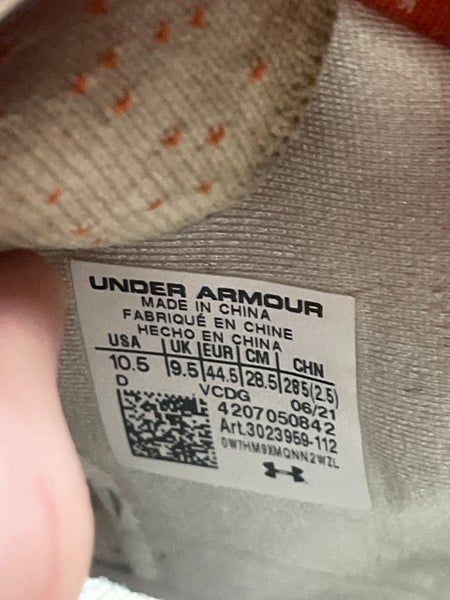 UNDER ARMOUR
MADE IN CHINA
FABRIQUÉ EN CHINE
HECHO EN CHINA
USA UK EUR CM CHN
10.5 9.5 44.5 28.5 285(2.5)
D VCDG 06/21
4207050842
Art.3023959-112
0W7HM9XMQNN2WZL